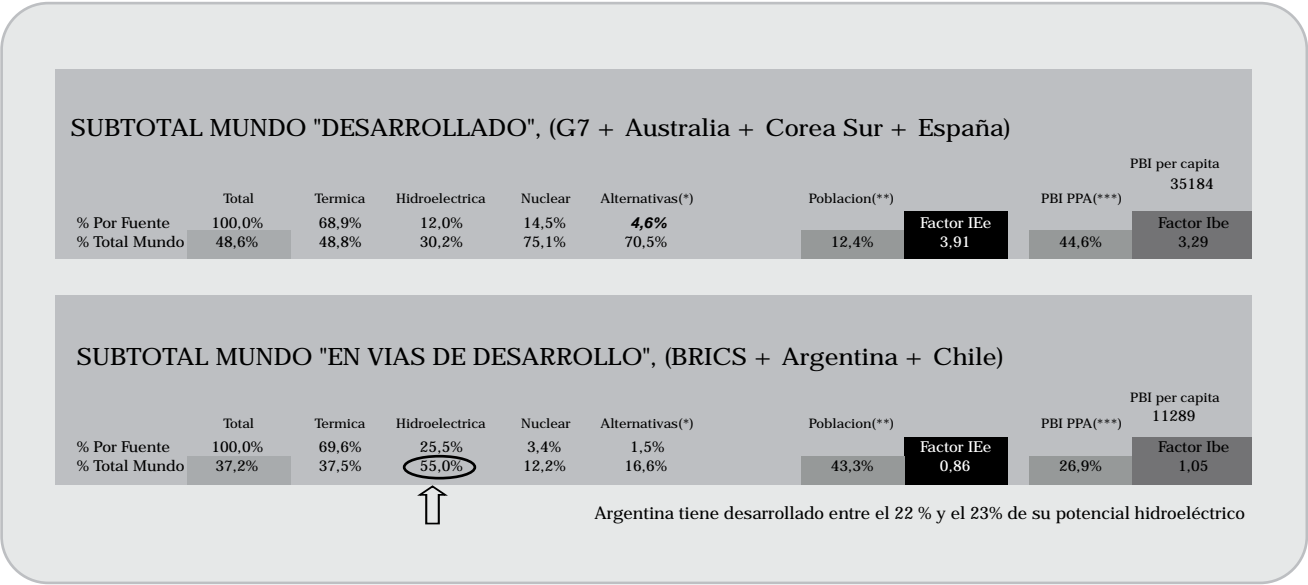 SUBTOTAL MUNDO "DESARROLLADO", (G7 + Australia + Corea Sur + España)
PBI per capita
35184
Total Termica Hidroelectrica Nuclear Alternativas(*) Poblacion(**) PBI PPA(***)
% Por Fuente 100,0% 68,9% 12,0% 14,5% 4,6% Factor IEe Factor Ibe
% Total Mundo 48,6% 48,8% 30,2% 75,1% 70,5% 12,4% 3,91 44,6% 3,29
SUBTOTAL MUNDO "EN VIAS DE DESARROLLO", (BRICS + Argentina + Chile)
PBI per capita
11289
Total Termica Hidroelectrica Nuclear Alternativas(*) Poblacion(**) PBI PPA(***)
% Por Fuente 100,0% 69,6% 25,5% 3,4% 1,5% Factor IEe Factor Ibe
% Total Mundo 37,2% 37,5% 55,0% 12,2% 16,6% 43,3% 0,86 26,9% 1,05
Argentina tiene desarrollado entre el 22 % y el 23% de su potencial hidroeléctrico